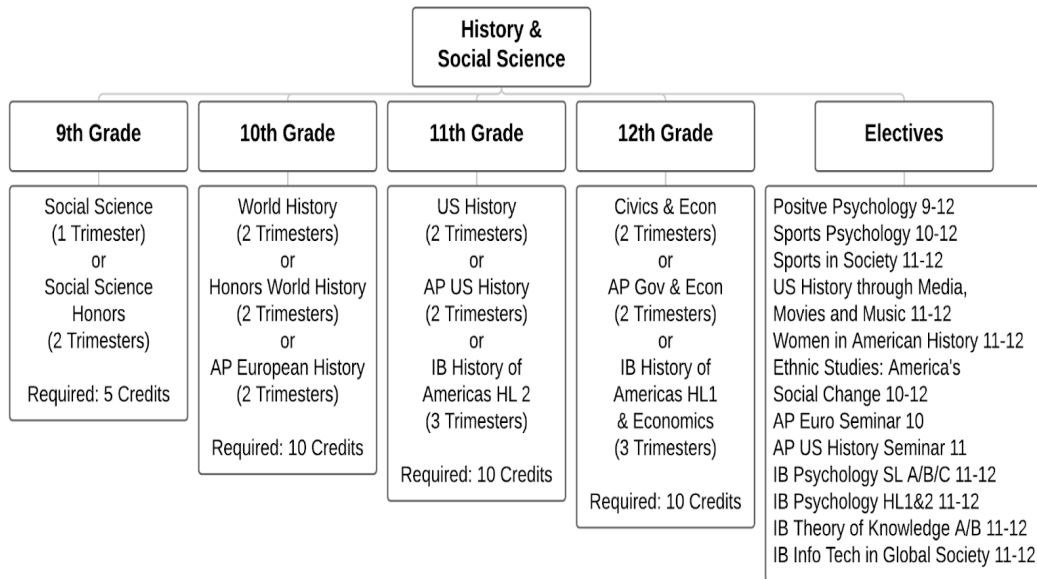 History &
Social Science
9th Grade
Social Science
(1 Trimester)
or
Social Science
Honors
(2 Trimesters)
Required: 5 Credits
10th Grade
World History
(2 Trimesters)
or
Honors World History
(2 Trimesters)
or
AP European History
(2 Trimesters)
Required: 10 Credits
11th Grade
US History
(2 Trimesters)
or
AP US History
(2 Trimesters)
or
IB History of
Americas HL 2
(3 Trimesters)
Required: 10 Credits
12th Grade
Civics & Econ
(2 Trimesters)
or
AP Gov & Econ
(2 Trimesters)
or
IB History of
Americas HL1
& Economics
(3 Trimesters)
Required: 10 Credits
Electives
Positve Psychology 9-12
Sports Psychology 10-12
Sports in Society 11-12
US History through Media,
Movies and Music 11-12
Women in American History 11-12
Ethnic Studies: America's
Social Change 10-12
AP Euro Seminar 10
AP US History Seminar 11
IB Psychology SL A/B/C 11-12
IB Psychology HL1&2 11-12
IB Theory of Knowledge A/B 11-12
IB Info Tech in Global Society 11-12